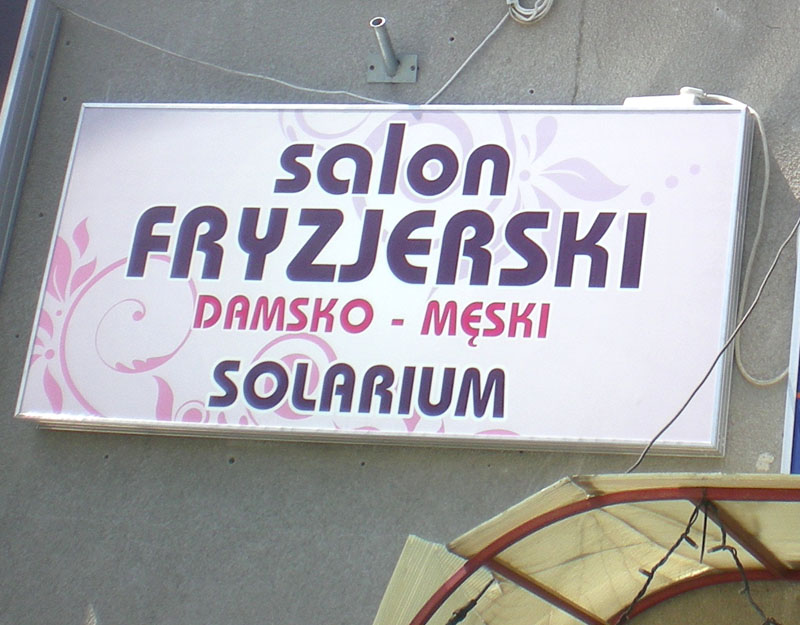 salon
FRYZJERSKI
DAMSKO - MĘSKI
SOLARIUM